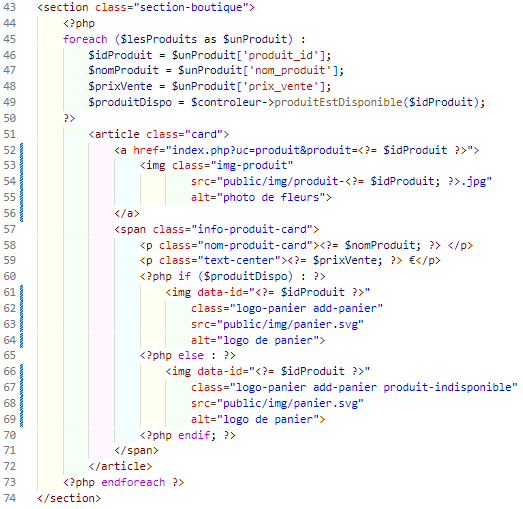 43 <section class="section-boutique">
44 <?php
45 foreach ($lesProduits as $unProduit) :
46 $idProduit = $unProduit['produit_id'];
47 $nomProduit = $unProduit['nom_produit'];
48 $prixVente = $unProduit['prix_vente'];
49 $produitDispo = $controleur->produitEstDisponible($idProduit);
50 ?>
51 <article class="card">
52 <a href="index.php?uc=produit&produit=<?= $idProduit ?>">
53 <img class="img-produit"
54 src="public/img/produit-<?= $idProduit; ?>.jpg"
55 alt="photo de fleurs">
56 </a>
57 <span class="info-produit-card">
58 <p class="nom-produit-card"><?= $nomProduit; ?> </p>
59 <p class="text-center"><?= $prixVente; ?> €</p>
60 <?php if ($produitDispo) : ?>
61 <img data-id="<?= $idProduit ?>"
62 class="logo-panier add-panier"
63 src="public/img/panier.svg"
64 alt="logo de panier">
65 <?php else : ?>
66 <img data-id="<?= $idProduit ?>"
67 class="logo-panier add-panier produit-indisponible"
68 src="public/img/panier.svg"
69 alt="logo de panier">
70 <?php endif; ?>
71 </span>
72 </article>
73 <?php endforeach ?>
74 </section>